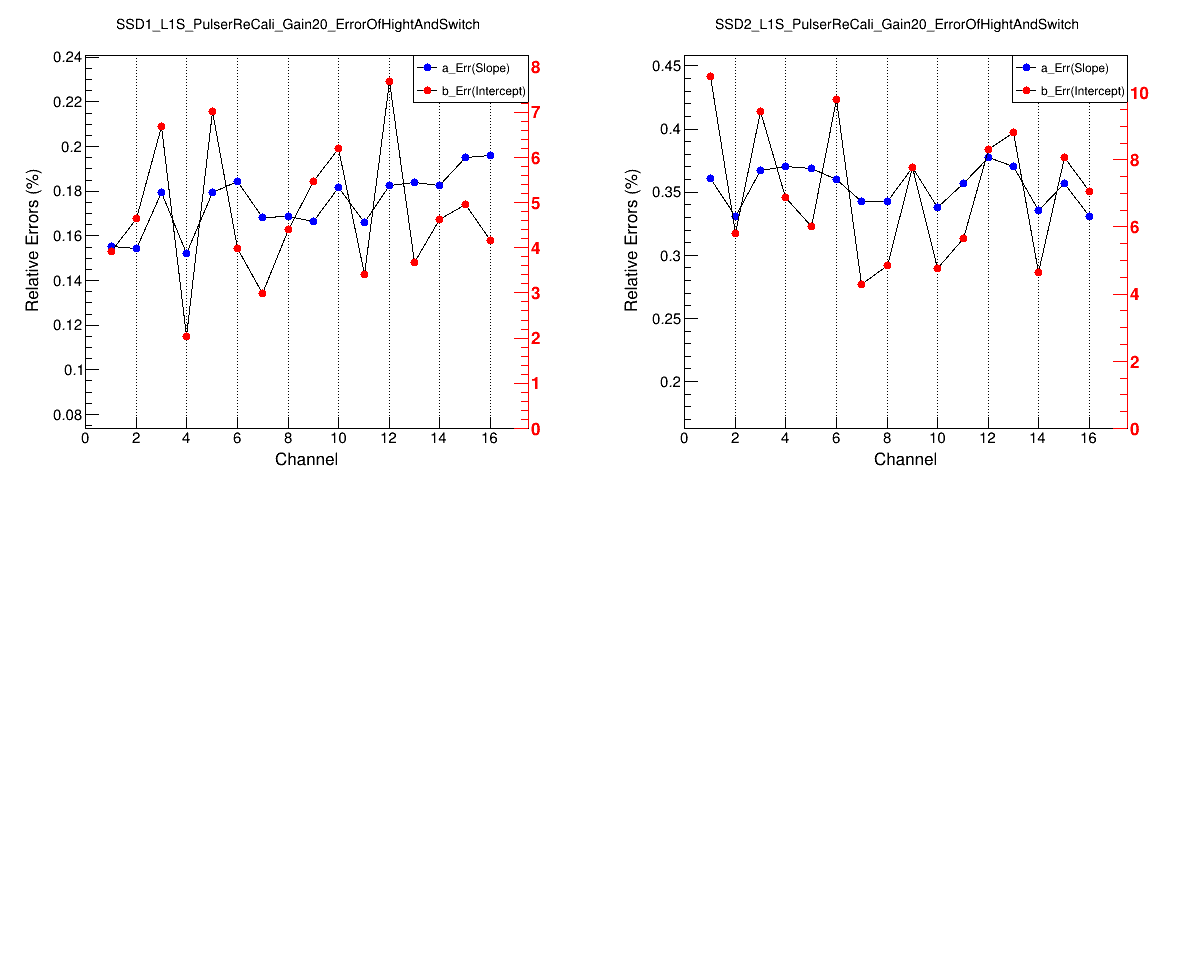 SSD1_L1S_PulserReCali_Gain20_ErrorOfHightAndSwitch
a_Err(Slope)
b_Err(Intercept)
Relative Errors (%)
0.24
0.22
0.2
0.18
0.16
0.14
0.12
0.1
0.08
8
7
6
5
4
3
2
1
0
0 2 4 6 8 10 12 14 16
Channel
SSD2_L1S_PulserReCali_Gain20_ErrorOfHightAndSwitch
a_Err(Slope)
b_Err(Intercept)
Relative Errors (%)
0.45
0.4
0.35
0.3
0.25
0.2
10
8
6
4
2
0
0 2 4 6 8 10 12 14 16
Channel